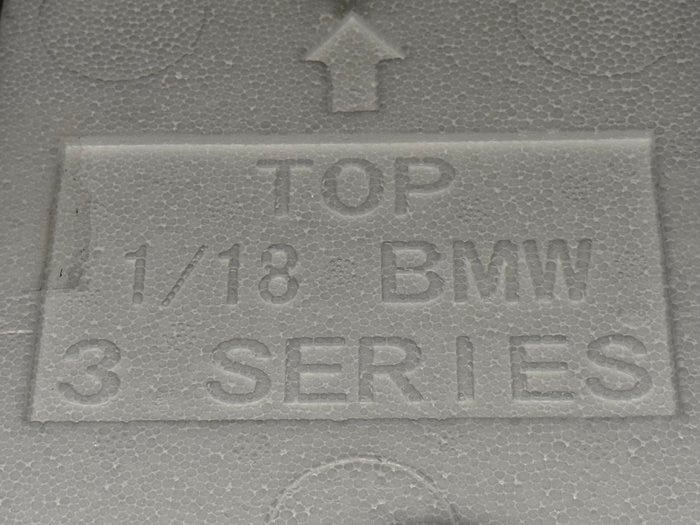 TOP
1/18 BMW
3 SERIES